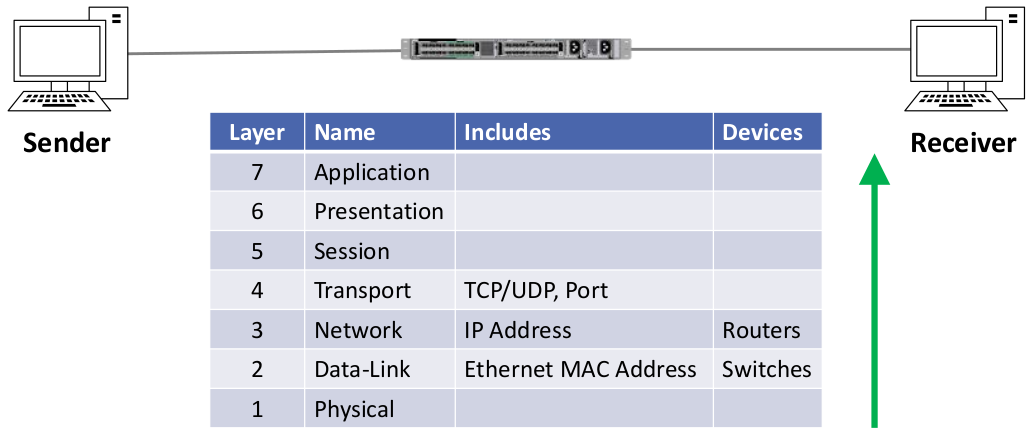 Sender
Receiver
Layer Name Includes Devices
7 Application
6 Presentation
5 Session
4 Transport TCP/UDP, Port
3 Network IP Address Routers
2 Data-Link Ethernet MAC Address Switches
1 Physical